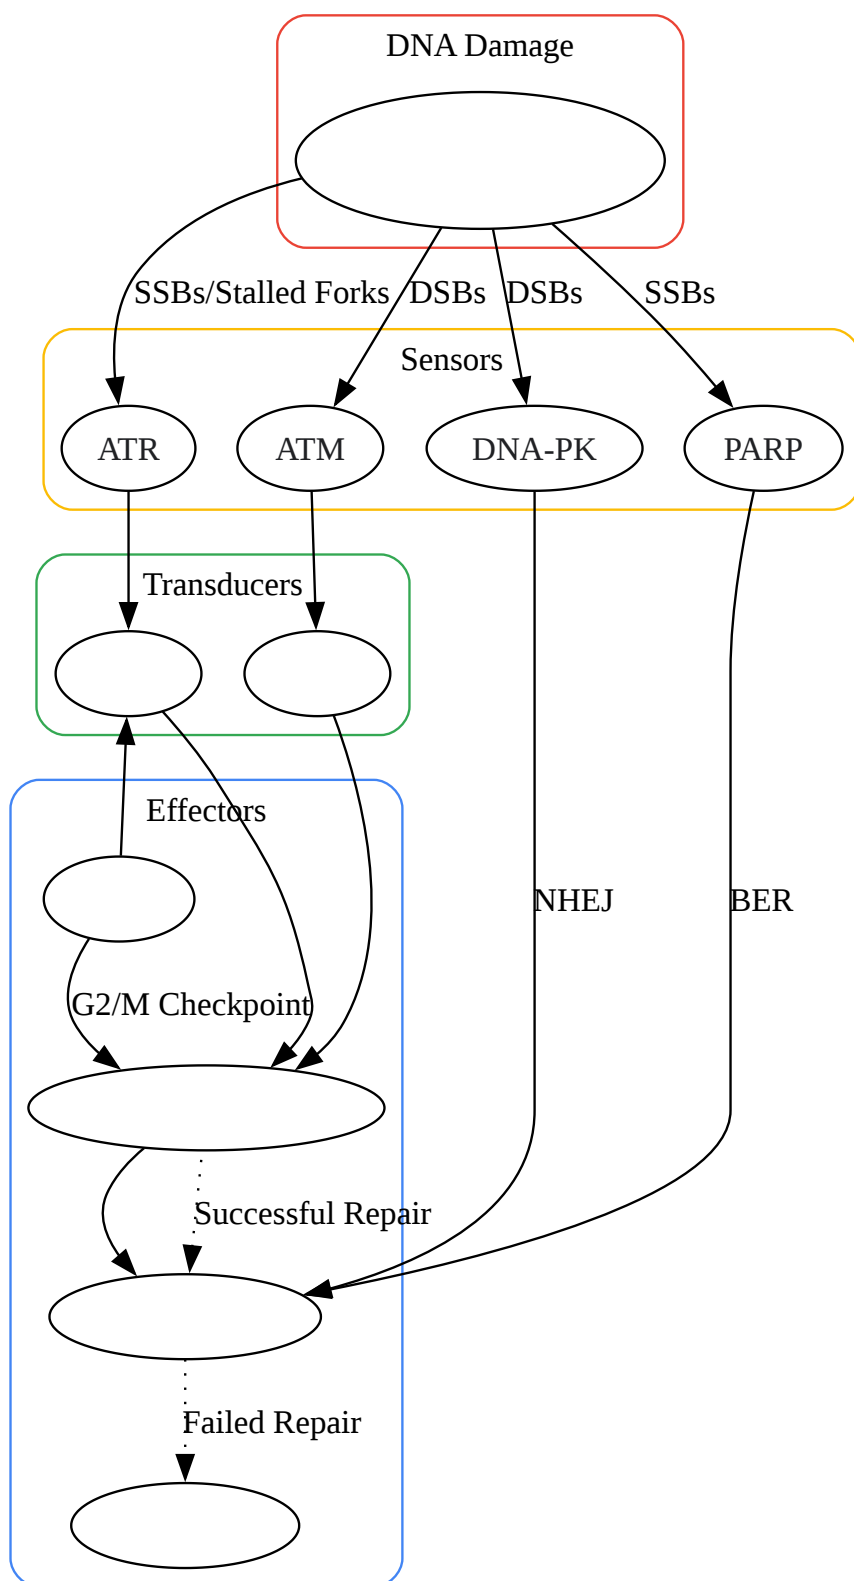 DNA Damage
SSBs/Stalled Forks
DSBs
DSBs
SSBs
Sensors
ATR
ATM
DNA-PK
PARP
Transducers
Effectors
NHEJ
BER
G2/M Checkpoint
Successful Repair
Failed Repair